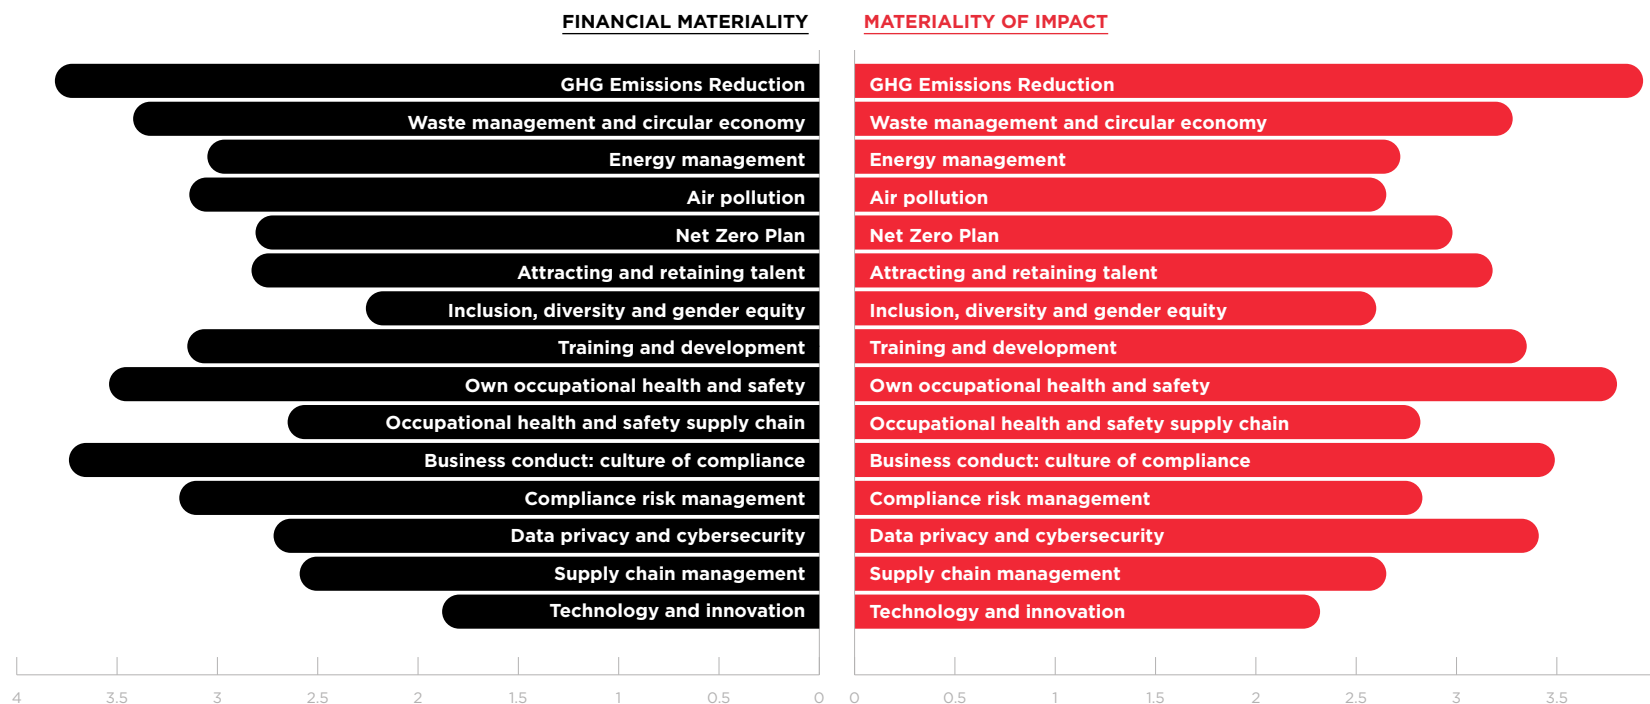 FINANCIAL MATERIALITY
MATERIALITY OF IMPACT
GHG Emissions Reduction
GHG Emissions Reduction
Waste management and circular economy
Waste management and circular economy
Energy management
Energy management
Air pollution
Air pollution
Net Zero Plan
Net Zero Plan
Attracting and retaining talent
Attracting and retaining talent
Inclusion, diversity and gender equity
Inclusion, diversity and gender equity
Training and development
Training and development
Own occupational health and safety
Own occupational health and safety
Occupational health and safety supply chain
Occupational health and safety supply chain
Business conduct: culture of compliance
Business conduct: culture of compliance
Compliance risk management
Compliance risk management
Data privacy and cybersecurity
Data privacy and cybersecurity
Supply chain management
Supply chain management
Technology and innovation
Technology and innovation
4 3.5 3 2.5 2 1.5 1 0.5 0
0 0.5 1 1.5 2 2.5 3 3.5